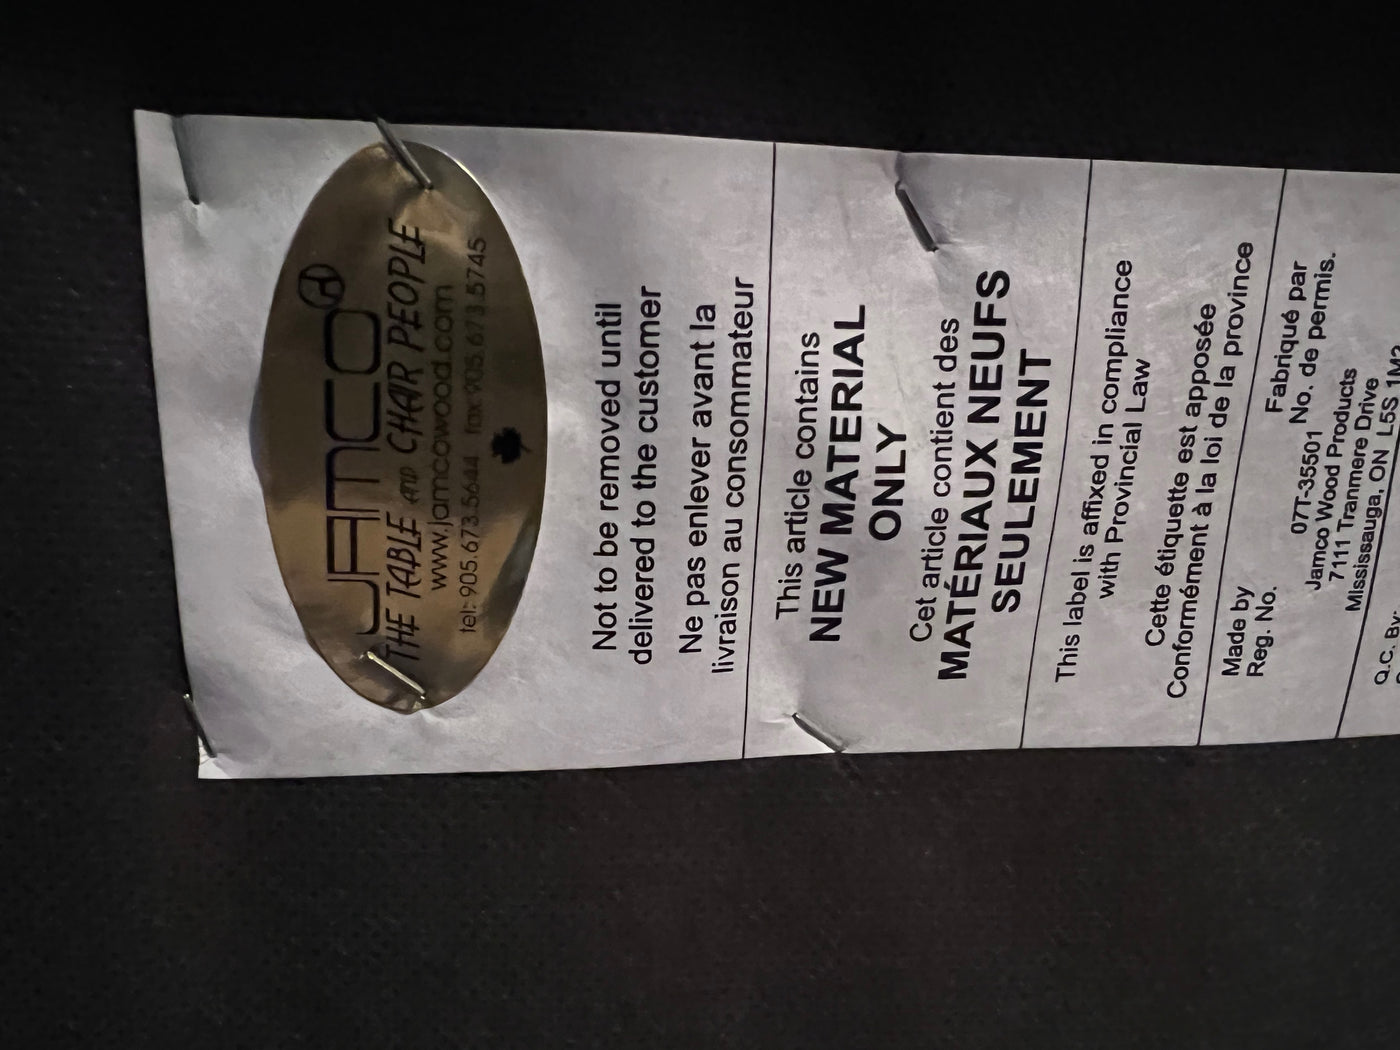 JAMCO
THE TABLE AND CHAIR PEOPLE
www.jamcowood.com
tel: 905.673.5644 fax: 905.673.5745
Not to be removed until
delivered to the customer
Ne pas enlever avant la
livraison au consommateur
This article contains
NEW MATERIAL
ONLY
Cet article contient des
MATÉRIAUX NEUFS
SEULEMENT
This label is affixed in compliance
with Provincial Law
Cette étiquette est apposée
Conformément à la loi de la province
Made by Fabriqué par
Reg. No. 07T-35501 No. de permis.
Jamco Wood Products
7111 Tranmere Drive
Mississauga, ON L5S 1M2
Q.C. By: